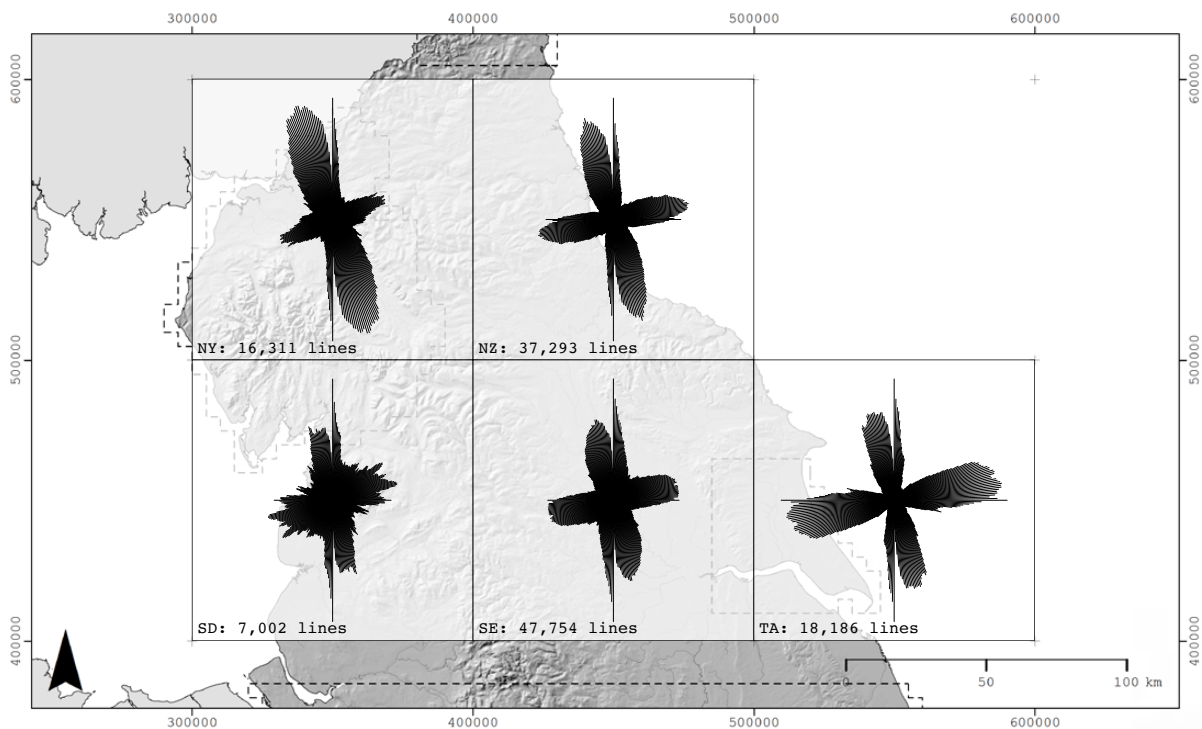 300000 400000 500000 600000
600000 600000
NY: 16,311 lines NZ: 37,293 lines
500000 500000
SD: 7,002 lines SE: 47,754 lines TA: 18,186 lines
400000 400000
0 50 100 km
300000 400000 500000 600000